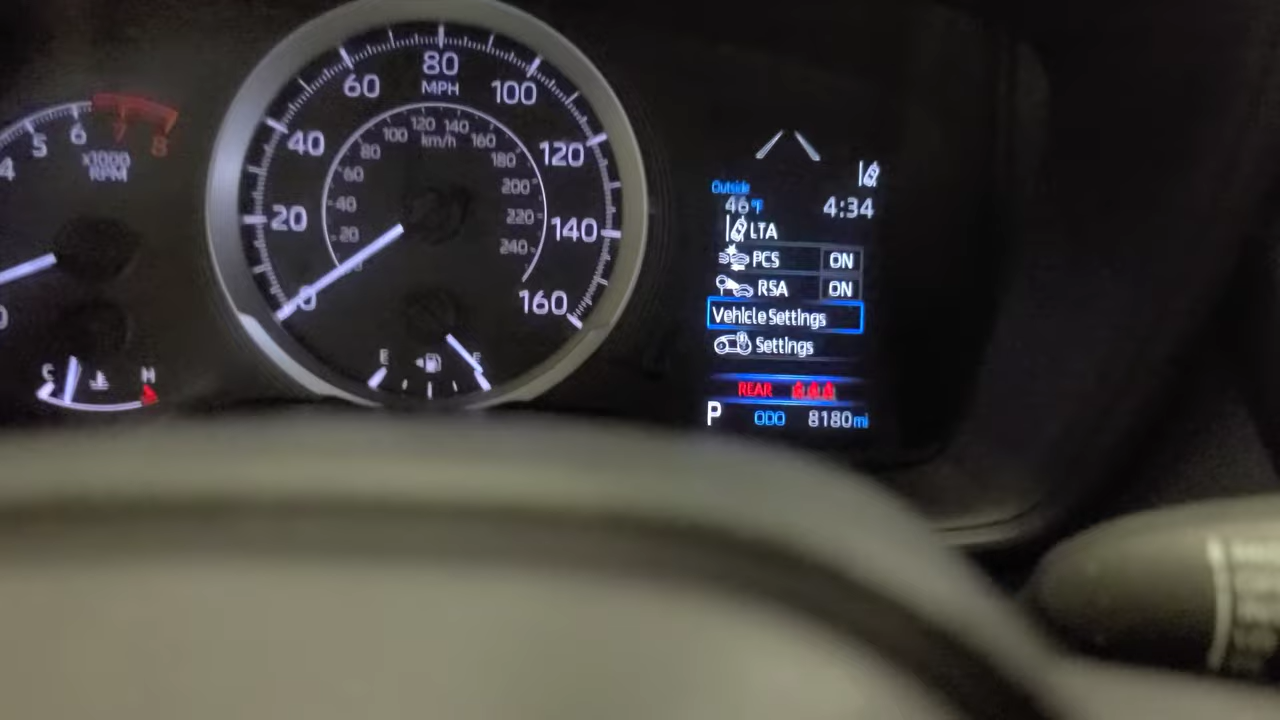 4 5 6 7 8
x1000
RPM
C H
0 20 40 60 80 100 120 140 160
MPH
20 40 60 80 100 120 140 160 180 200 220 240
km/h
E F
Outside
46°F 4:34
LTA
PCS ON
RSA ON
Vehicle Settings
Settings
REAR
P ODO 8180 mi